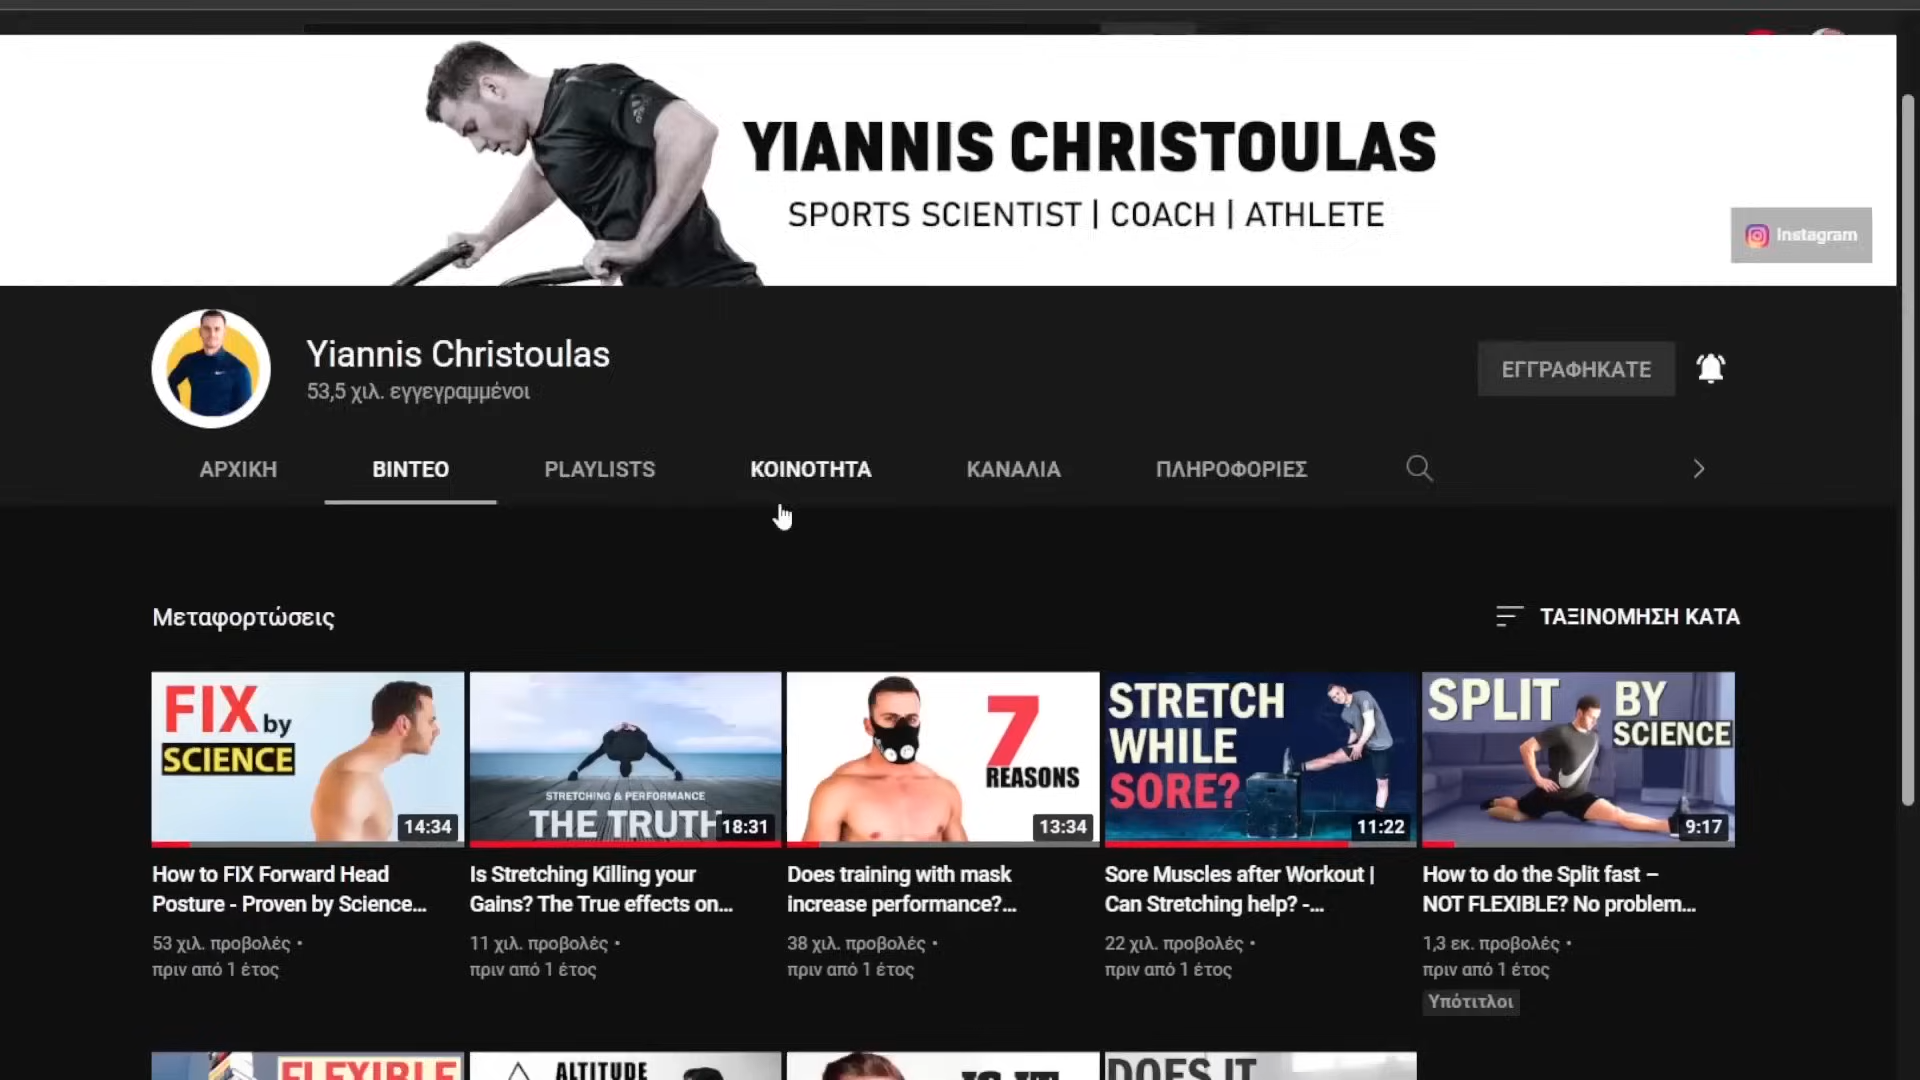 YIANNIS CHRISTOULAS
SPORTS SCIENTIST | COACH | ATHLETE
Instagram
Yiannis Christoulas
53,5 χιλ. εγγεγραμμένοι
ΕΓΓΡΑΦΗΚΑΤΕ
ΑΡΧΙΚΗ ΒΙΝΤΕΟ PLAYLISTS ΚΟΙΝΟΤΗΤΑ ΚΑΝΑΛΙΑ ΠΛΗΡΟΦΟΡΙΕΣ
Μεταφορτώσεις
ΤΑΞΙΝΟΜΗΣΗ ΚΑΤΑ
FIX by
SCIENCE
14:34
How to FIX Forward Head
Posture - Proven by Science...
53 χιλ. προβολές •
πριν από 1 έτος
STRETCHING & PERFORMANCE
THE TRUTH
18:31
Is Stretching Killing your
Gains? The True effects on...
11 χιλ. προβολές •
πριν από 1 έτος
7
REASONS
13:34
Does training with mask
increase performance?...
38 χιλ. προβολές •
πριν από 1 έτος
STRETCH
WHILE
SORE?
11:22
Sore Muscles after Workout |
Can Stretching help? -...
22 χιλ. προβολές •
πριν από 1 έτος
SPLIT BY
SCIENCE
9:17
How to do the Split fast –
NOT FLEXIBLE? No problem...
1,3 εκ. προβολές •
πριν από 1 έτος
Υπότιτλοι
FLEXIBLE
ALTITUDE
IS IT
DOES IT